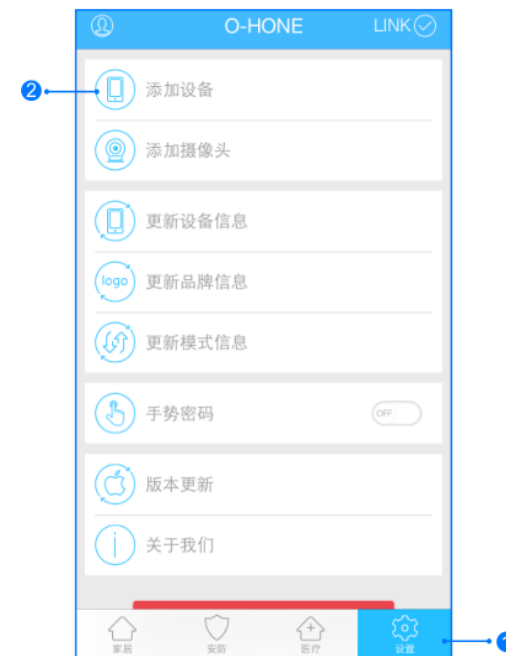 O-HONE LINK
2 添加设备
添加摄像头
更新设备信息
logo 更新品牌信息
更新模式信息
手势密码 OFF
版本更新
关于我们
家居 安防 医疗 设置